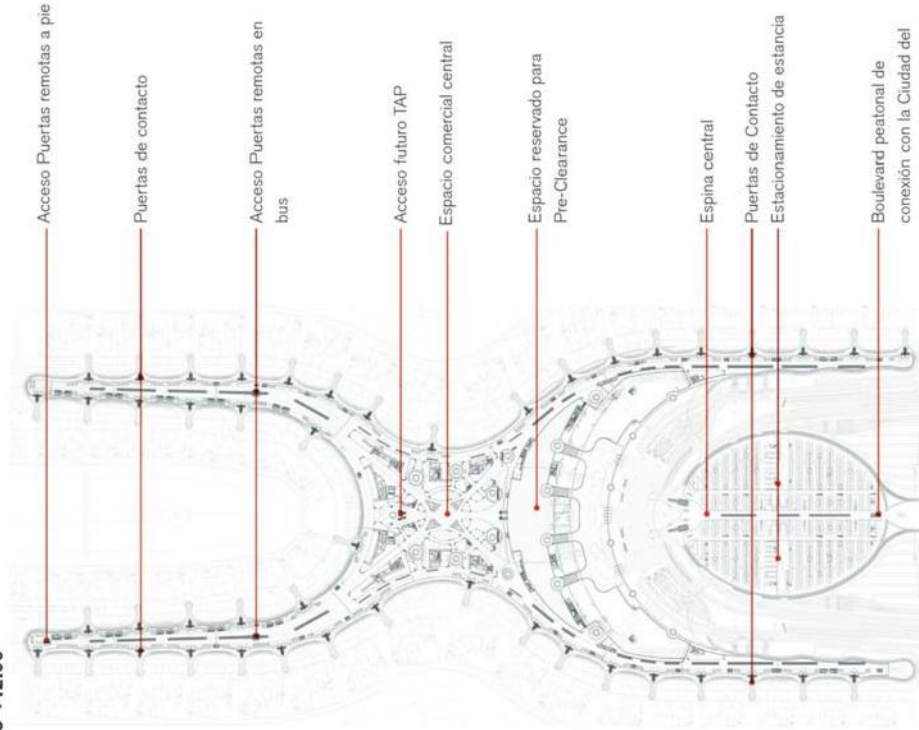 Acceso Puertas remotas a pie
Puertas de contacto
Acceso Puertas remotas en
bus
Acceso futuro TAP
Espacio comercial central
Espacio reservado para
Pre-Clearance
Espina central
Puertas de Contacto
Estacionamiento de estancia
Boulevard peatonal de
conexión con la Ciudad del